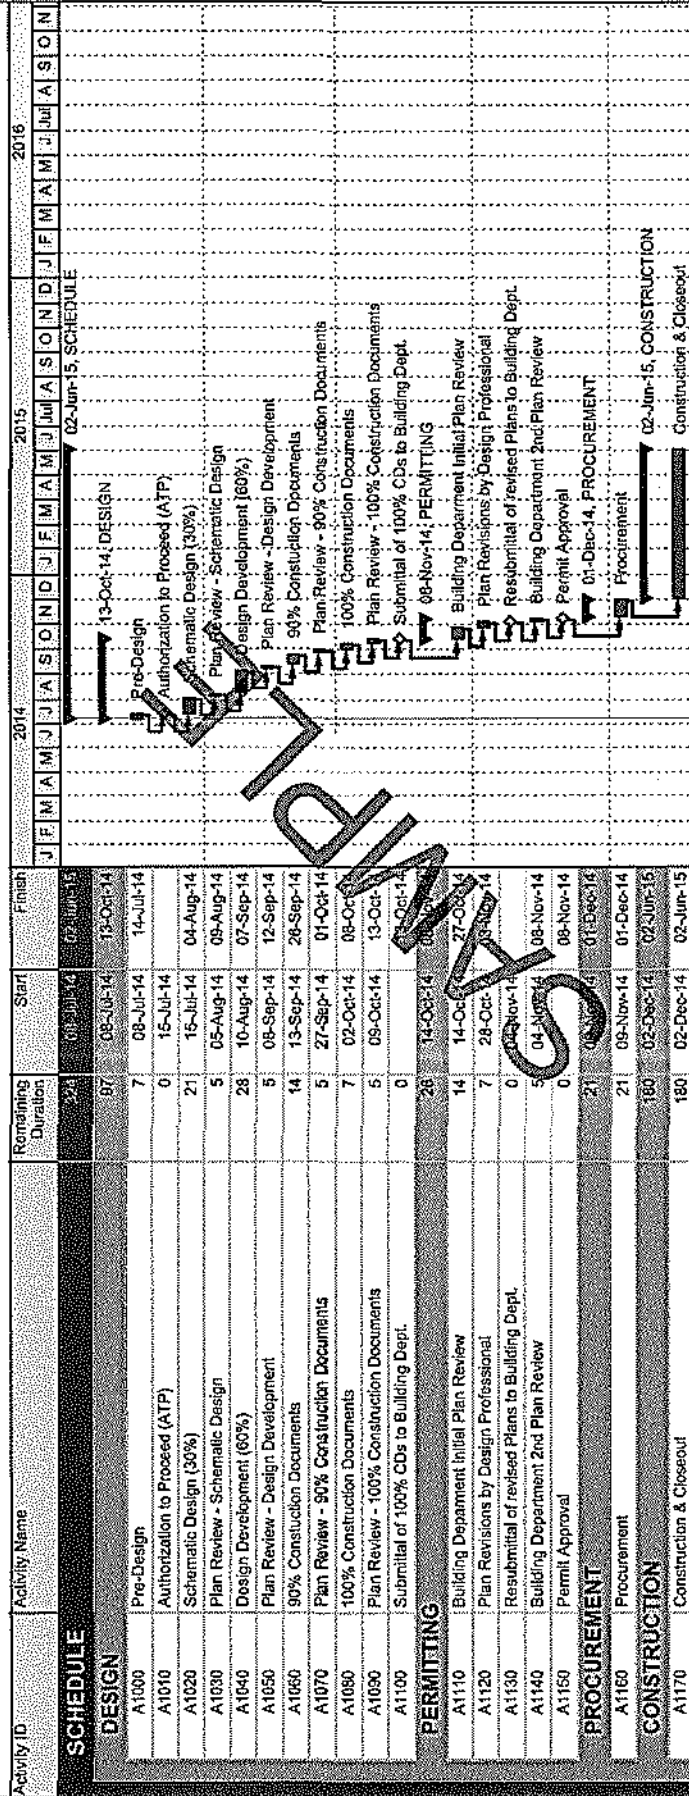 Activity ID Activity Name Remaining Duration Start Finish 2014 2015 2016
J F M A M J J A S O N D J F M A M J Jul A S O N D J F M A M J Jul A S O N
SCHEDULE 02-Jun-15, SCHEDULE
DESIGN 97 08-Jul-14 13-Oct-14 13-Oct-14, DESIGN
A1000 Pre-Design 7 08-Jul-14 14-Jul-14 Pre-Design
A1010 Authorization to Proceed (ATP) 0 15-Jul-14 Authorization to Proceed (ATP)
A1020 Schematic Design (30%) 21 15-Jul-14 04-Aug-14 Schematic Design (30%)
A1030 Plan Review - Schematic Design 5 05-Aug-14 09-Aug-14 Plan Review - Schematic Design
A1040 Design Development (60%) 28 10-Aug-14 07-Sep-14 Design Development (60%)
A1050 Plan Review - Design Development 5 08-Sep-14 12-Sep-14 Plan Review - Design Development
A1060 90% Constuction Documents 14 13-Sep-14 26-Sep-14 90% Constuction Documents
A1070 Plan Review - 90% Construction Documents 5 27-Sep-14 01-Oct-14 Plan Review - 90% Construction Documents
A1080 100% Construction Documents 7 02-Oct-14 08-Oct 100% Construction Documents
A1090 Plan Review - 100% Construction Documents 5 09-Oct-14 13-Oct Plan Review - 100% Construction Documents
A1100 Submittal of 100% CDs to Building Dept. 0 13-Oct-14 Submittal of 100% CDs to Building Dept.
PERMITTING 26 14-Oct-14 08-Nov-14, PERMITTING
A1110 Building Deparment Initial Plan Review 14 14-Oct 27-Oct Building Deparment Initial Plan Review
A1120 Plan Revisions by Design Professional 7 28-Oct 03-Nov-14 Plan Revisions by Design Professional
A1130 Resubmittal of revised Plans to Building Dept. 0 04-Nov-14 Resubmittal of revised Plans to Building Dept.
A1140 Building Department 2nd Plan Review 5 04-Nov-14 08-Nov-14 Building Department 2nd Plan Review
A1150 Permit Approval 0 08-Nov-14 Permit Approval
PROCUREMENT 21 01-Dec-14 01-Dec-14, PROCUREMENT
A1160 Procurement 21 09-Nov-14 01-Dec-14 Procurement
CONSTRUCTION 180 02-Dec-14 02-Jun-15 02-Jun-15, CONSTRUCTION
A1170 Construction & Closeout 180 02-Dec-14 02-Jun-15 Construction & Closeout
SAMPLE